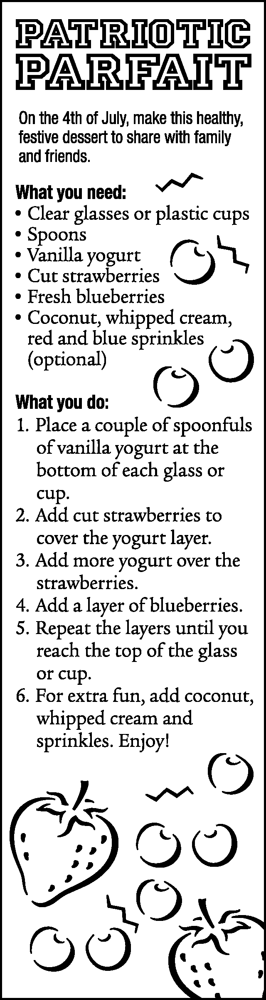 PATRIOTIC
PARFAIT
On the 4th of July, make this healthy,
festive dessert to share with family
and friends.
What you need:
• Clear glasses or plastic cups
• Spoons
• Vanilla yogurt
• Cut strawberries
• Fresh blueberries
• Coconut, whipped cream,
red and blue sprinkles
(optional)
What you do:
1. Place a couple of spoonfuls
of vanilla yogurt at the
bottom of each glass or
cup.
2. Add cut strawberries to
cover the yogurt layer.
3. Add more yogurt over the
strawberries.
4. Add a layer of blueberries.
5. Repeat the layers until you
reach the top of the glass
or cup.
6. For extra fun, add coconut,
whipped cream and
sprinkles. Enjoy!